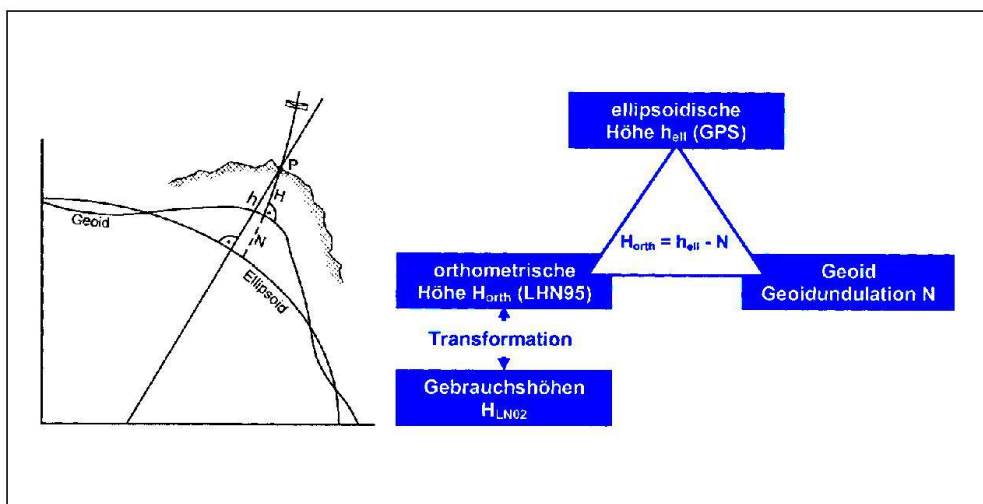 P
h
H
N
Geoid
Ellipsoid
ellipsoidische
Höhe h_ell (GPS)
H_orth = h_ell - N
orthometrische
Höhe H_orth (LHN95)
Geoid
Geoidundulation N
Transformation
Gebrauchshöhen
H_LN02